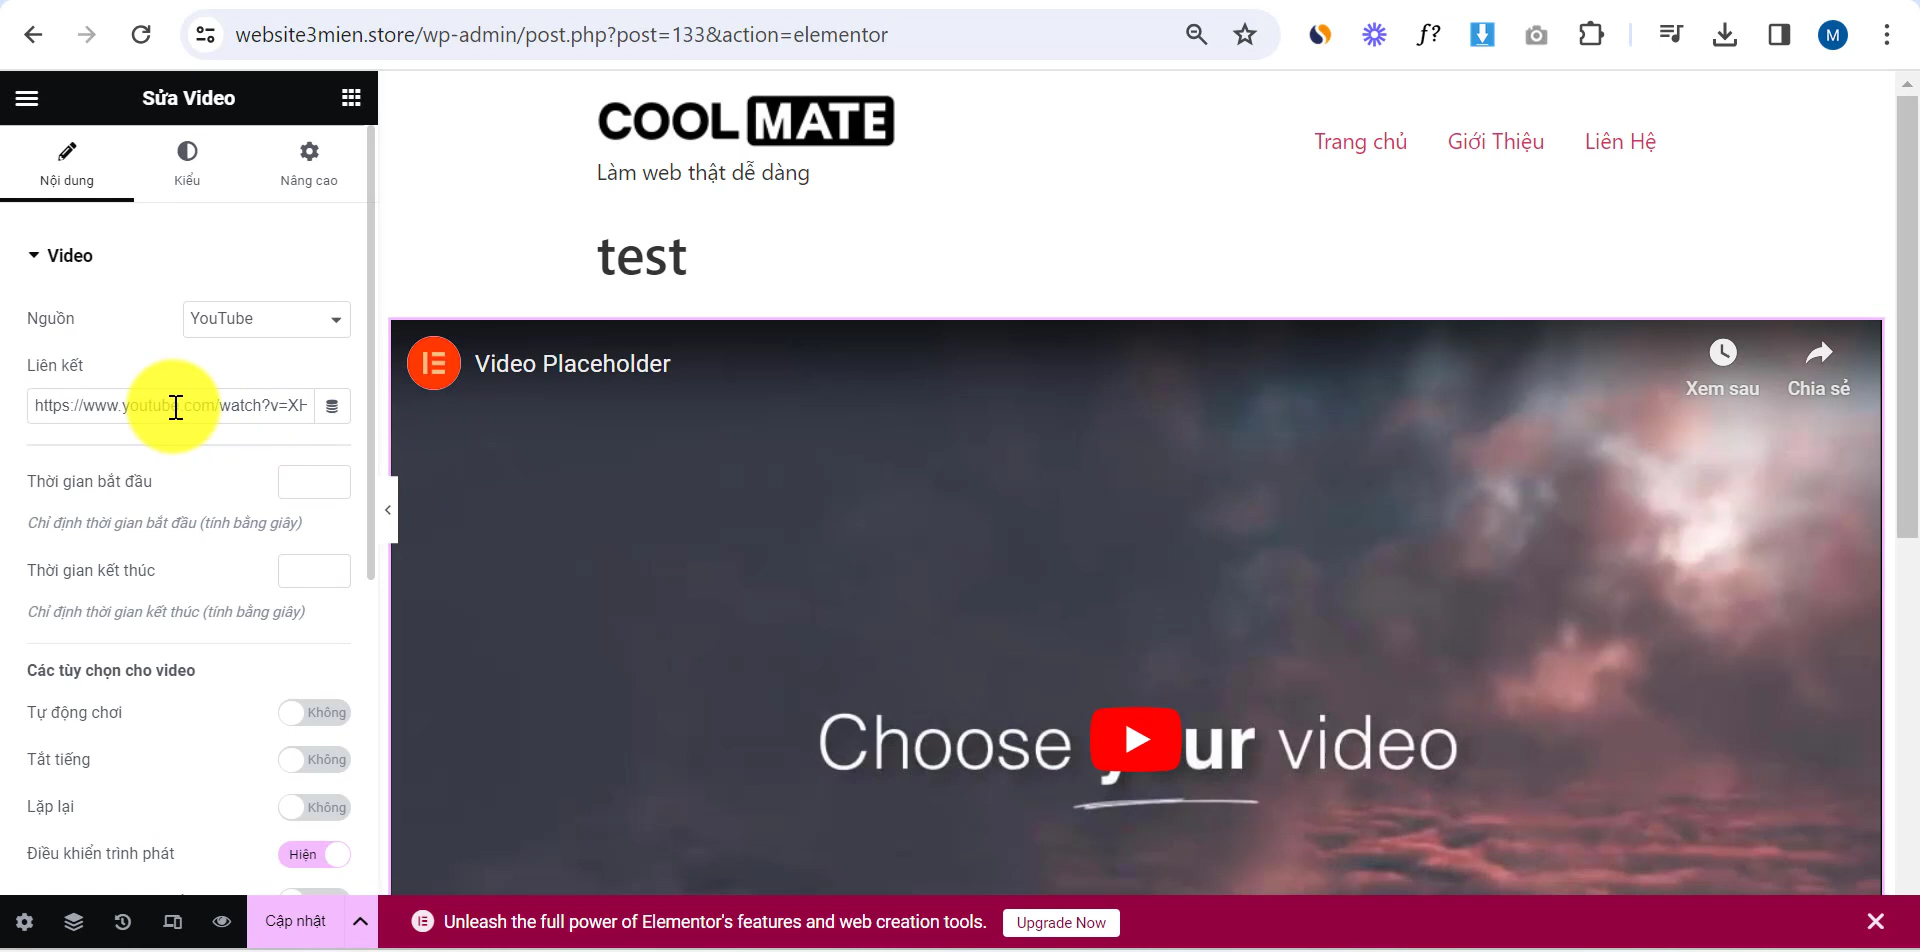 website3mien.store/wp-admin/post.php?post=133&action=elementor
f?
M
Sửa Video
Nội dung
Kiểu
Nâng cao
Video
Nguồn
YouTube
Liên kết
https://www.youtube.com/watch?v=XH
Thời gian bắt đầu
Chỉ định thời gian bắt đầu (tính bằng giây)
Thời gian kết thúc
Chỉ định thời gian kết thúc (tính bằng giây)
Các tùy chọn cho video
Tự động chơi
Không
Tắt tiếng
Không
Lặp lại
Không
Điều khiển trình phát
Hiện
Cập nhật
COOLMATE
Làm web thật dễ dàng
Trang chủ
Giới Thiệu
Liên Hệ
test
Video Placeholder
Xem sau
Chia sẻ
Choose your video
Unleash the full power of Elementor's features and web creation tools.
Upgrade Now